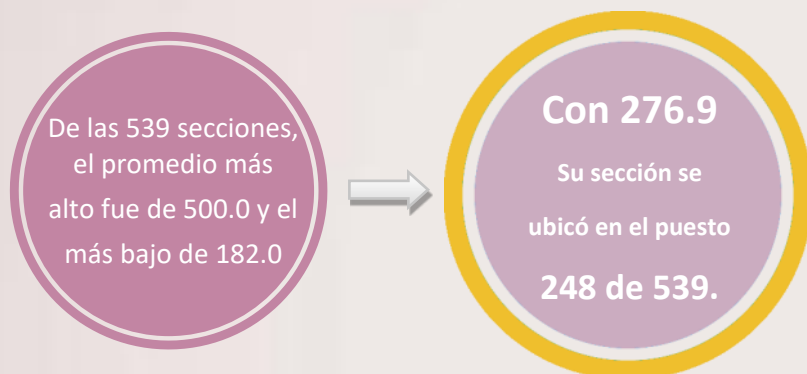 De las 539 secciones,
el promedio más
alto fue de 500.0 y el
más bajo de 182.0
Con 276.9
Su sección se
ubicó en el puesto
248 de 539.